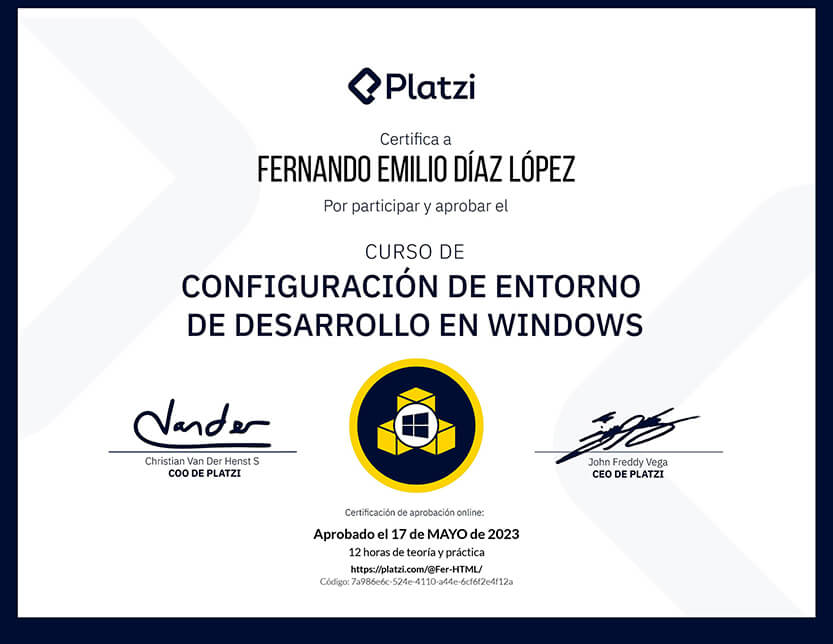 Platzi
Certifica a
FERNANDO EMILIO DÍAZ LÓPEZ
Por participar y aprobar el
CURSO DE
CONFIGURACIÓN DE ENTORNO
DE DESARROLLO EN WINDOWS
Vander
Christian Van Der Henst S
COO DE PLATZI
John Freddy Vega
CEO DE PLATZI
Certificación de aprobación online:
Aprobado el 17 de MAYO de 2023
12 horas de teoría y práctica
https://platzi.com/@Fer-HTML/
Código: 7a986e6c-524e-4110-a44e-6cf6f2e4f12a